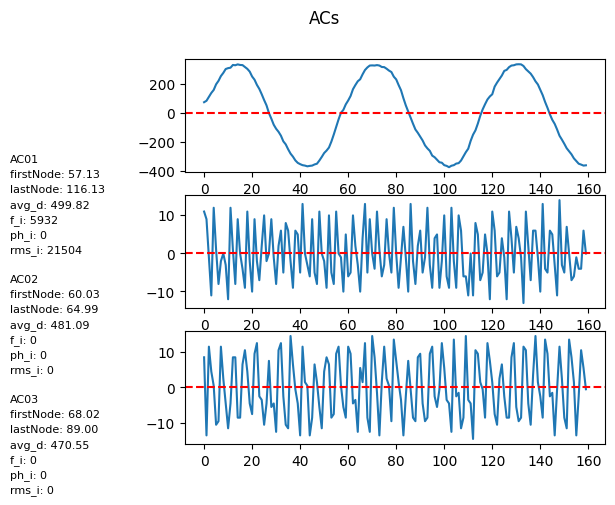 ACs
200
0
−200
−400
0 20 40 60 80 100 120 140 160
10
0
−10
0 20 40 60 80 100 120 140 160
10
0
−10
0 20 40 60 80 100 120 140 160
AC01
firstNode: 57.13
lastNode: 116.13
avg_d: 499.82
f_i: 5932
ph_i: 0
rms_i: 21504
AC02
firstNode: 60.03
lastNode: 64.99
avg_d: 481.09
f_i: 0
ph_i: 0
rms_i: 0
AC03
firstNode: 68.02
lastNode: 89.00
avg_d: 470.55
f_i: 0
ph_i: 0
rms_i: 0